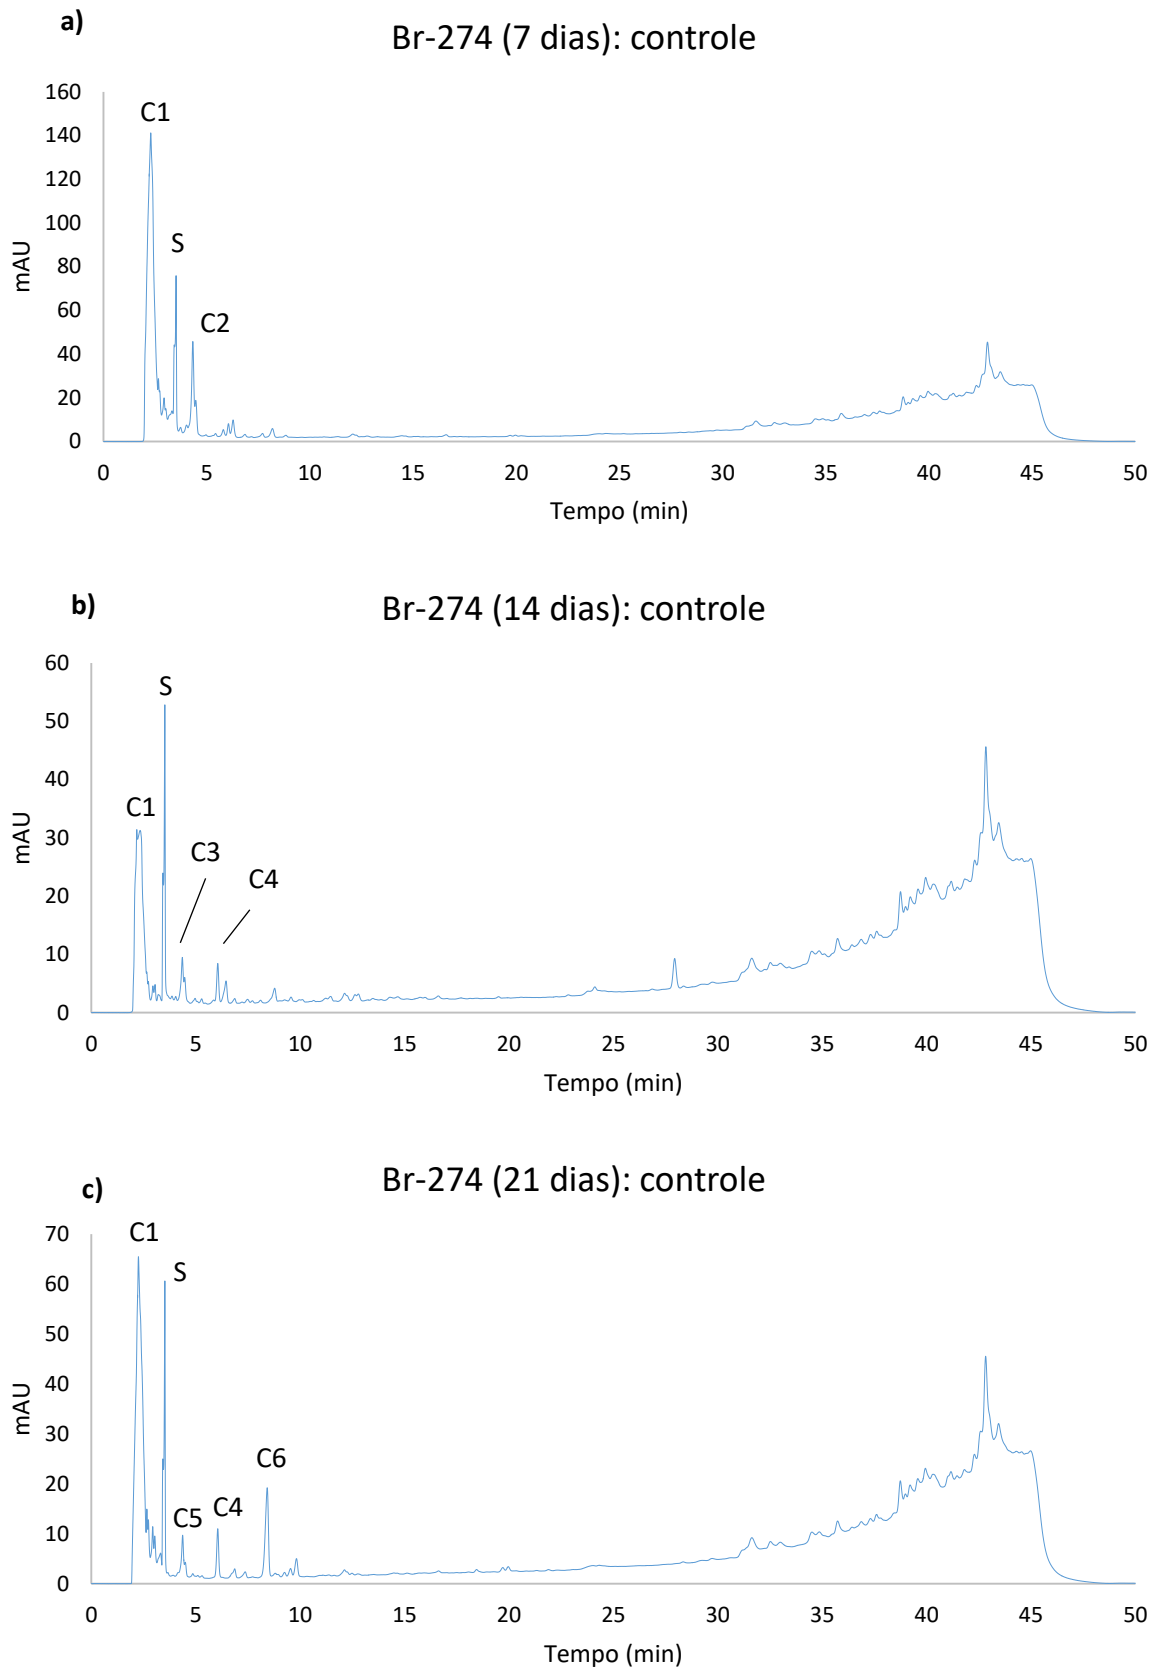 a)
Br-274 (7 dias): controle
160
140
120
100
80
60
40
20
0
mAU
C1
S
C2
0 5 10 15 20 25 30 35 40 45 50
Tempo (min)
b)
Br-274 (14 dias): controle
60
50
40
30
20
10
0
mAU
S
C1
C3
C4
0 5 10 15 20 25 30 35 40 45 50
Tempo (min)
c)
Br-274 (21 dias): controle
70
60
50
40
30
20
10
0
mAU
C1
S
C6
C5
C4
0 5 10 15 20 25 30 35 40 45 50
Tempo (min)